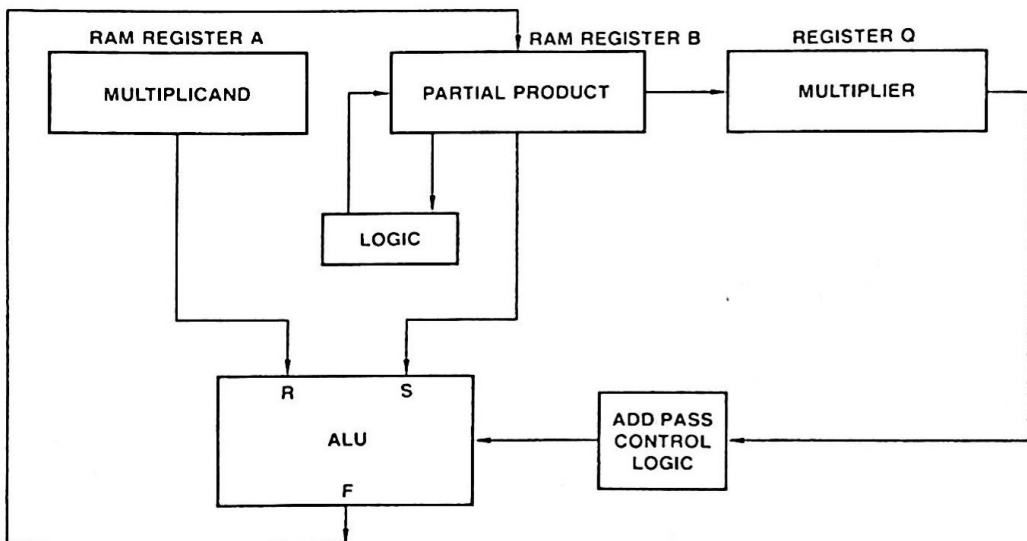 RAM REGISTER A
RAM REGISTER B
REGISTER Q
MULTIPLICAND
PARTIAL PRODUCT
MULTIPLIER
LOGIC
R
S
ALU
F
ADD PASS
CONTROL
LOGIC